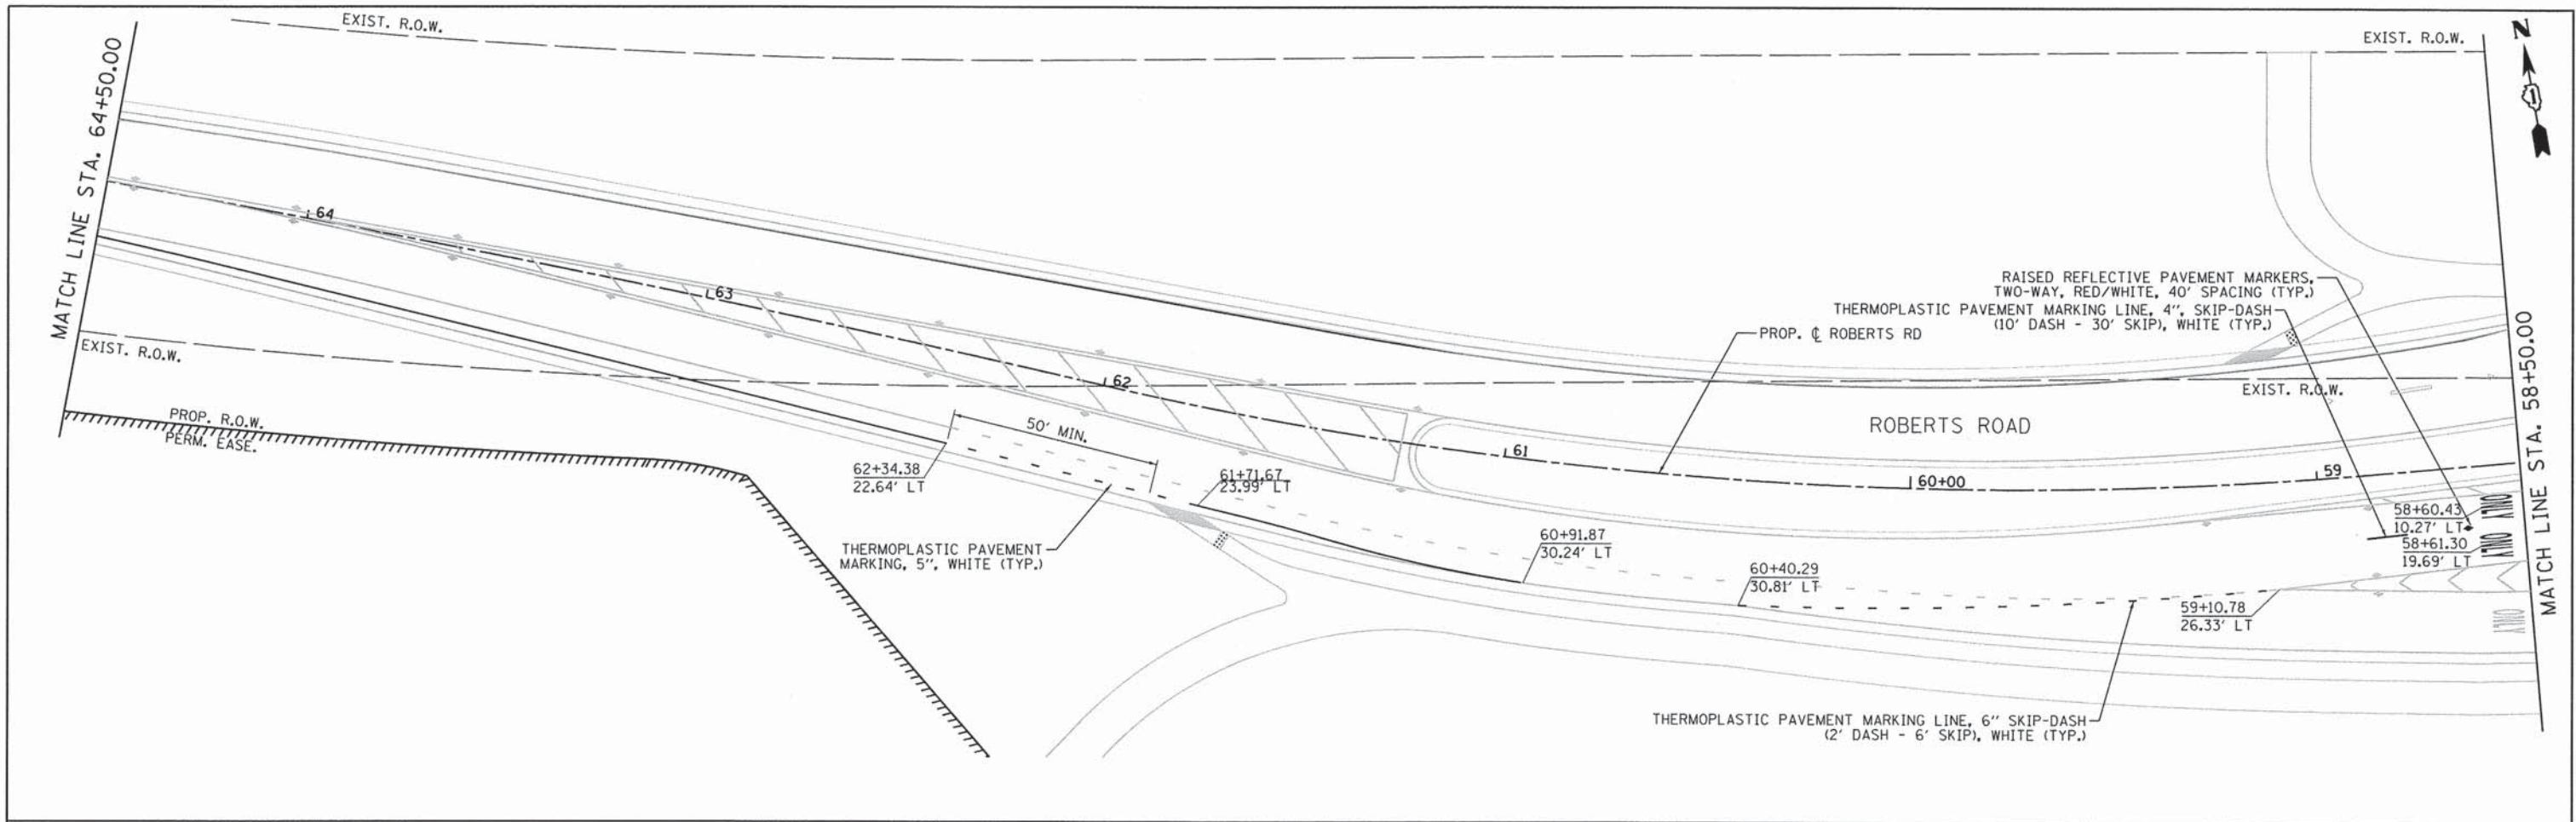 EXIST. R.O.W.
EXIST. R.O.W.
N
MATCH LINE STA. 64+50.00
64
63
62
61
60+00
59
RAISED REFLECTIVE PAVEMENT MARKERS,
TWO-WAY, RED/WHITE, 40' SPACING (TYP.)
THERMOPLASTIC PAVEMENT MARKING LINE, 4", SKIP-DASH
(10' DASH - 30' SKIP), WHITE (TYP.)
PROP. ℄ ROBERTS RD
EXIST. R.O.W.
EXIST. R.O.W.
ROBERTS ROAD
PROP. R.O.W.
PERM. EASE.
50' MIN.
62+34.38
22.64' LT
61+71.67
23.99' LT
THERMOPLASTIC PAVEMENT
MARKING, 5", WHITE (TYP.)
60+91.87
30.24' LT
60+40.29
30.81' LT
59+10.78
26.33' LT
58+60.43
10.27' LT
58+61.30
19.69' LT
ONLY
ONLY
ONLY
THERMOPLASTIC PAVEMENT MARKING LINE, 6" SKIP-DASH
(2' DASH - 6' SKIP), WHITE (TYP.)
MATCH LINE STA. 58+50.00